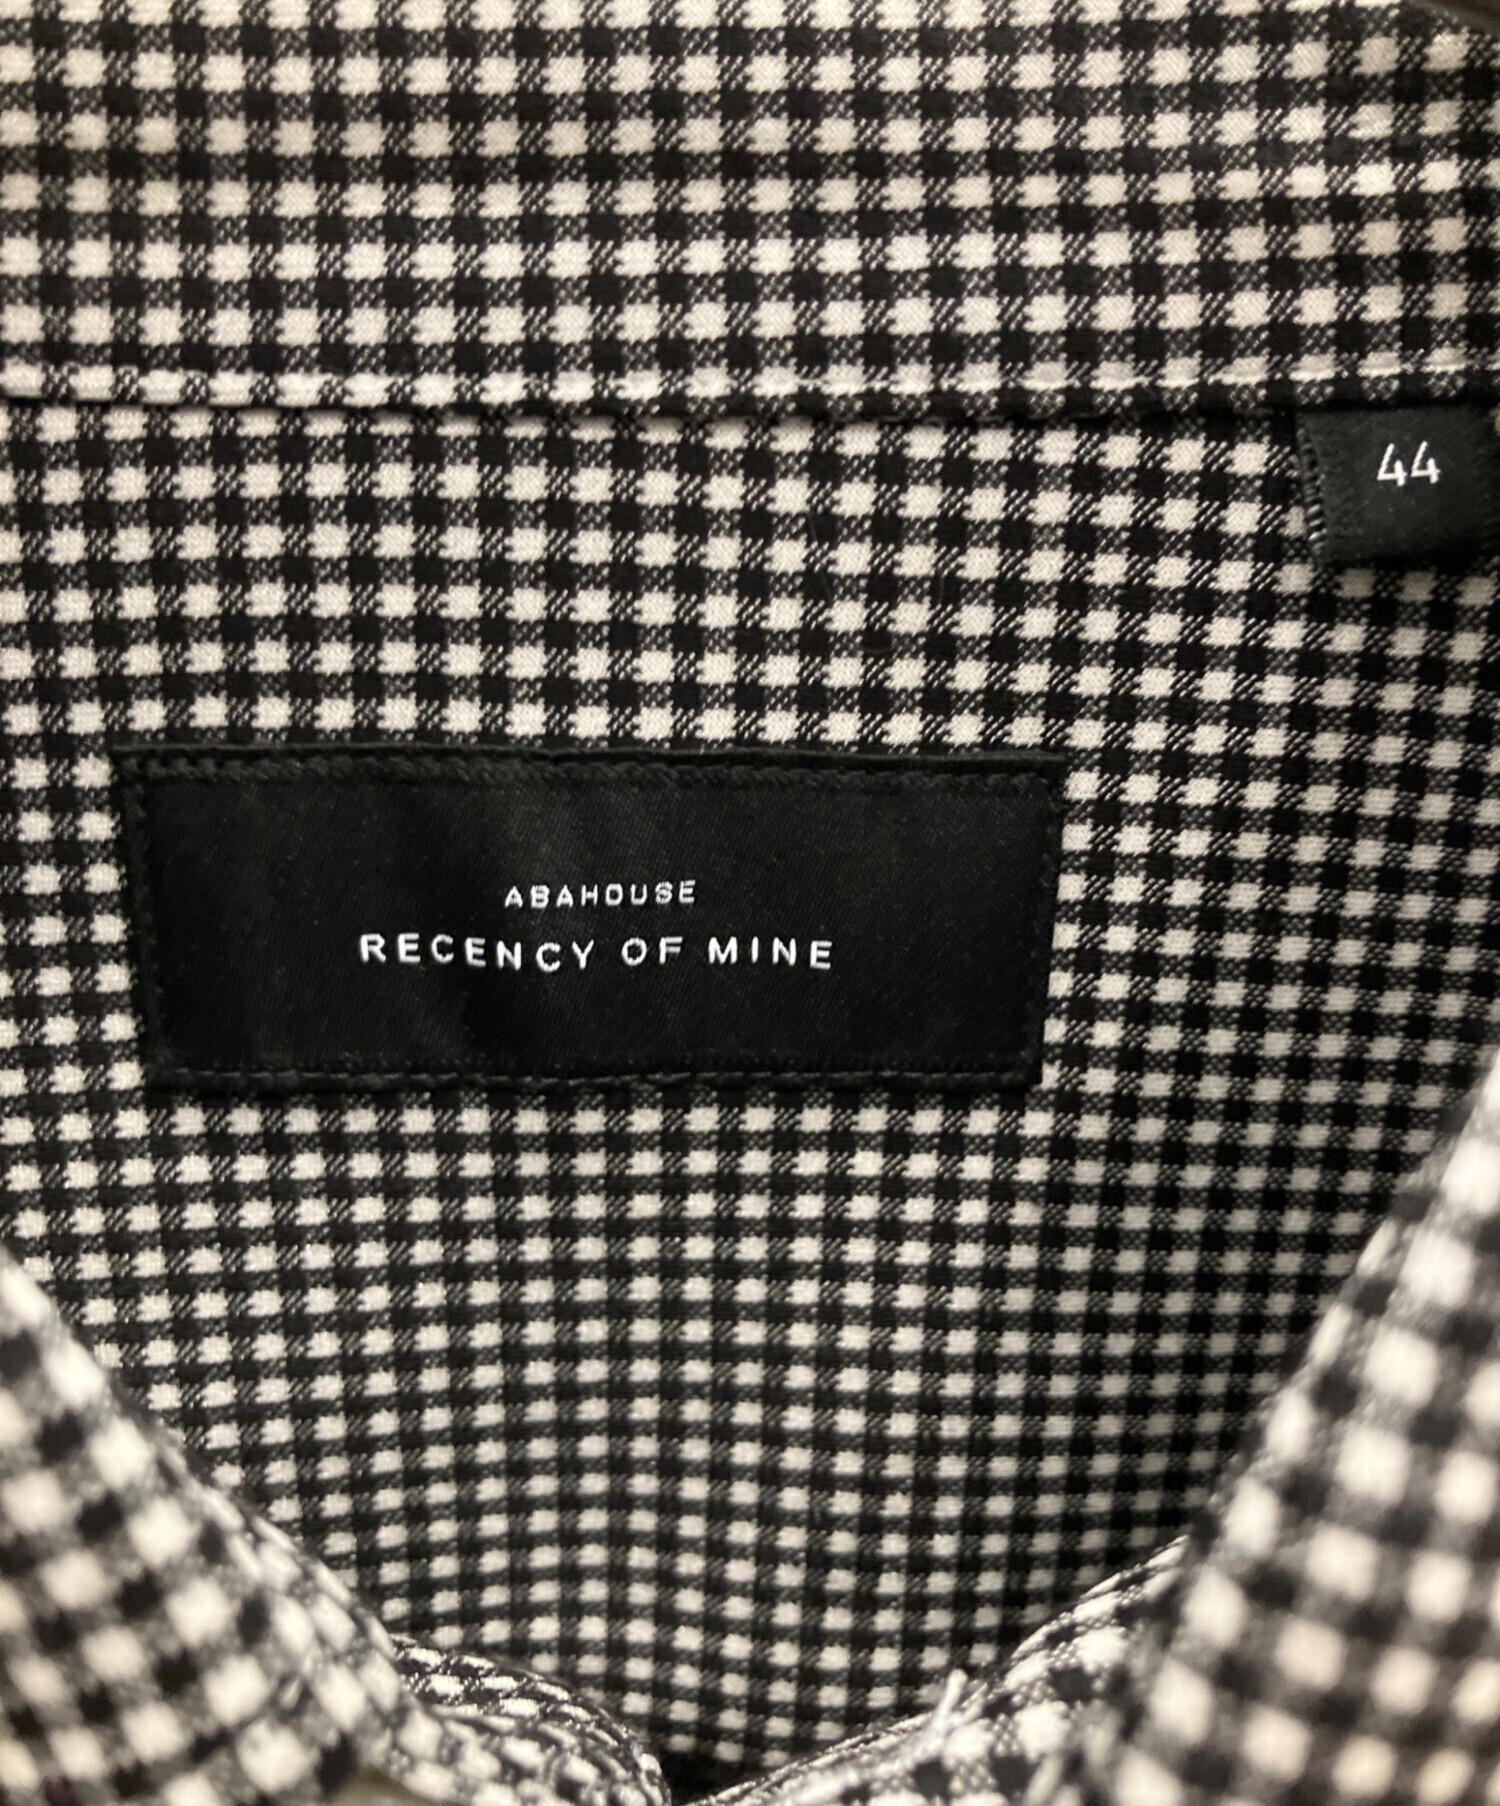 44
ABAHOUSE
RECENCY OF MINE